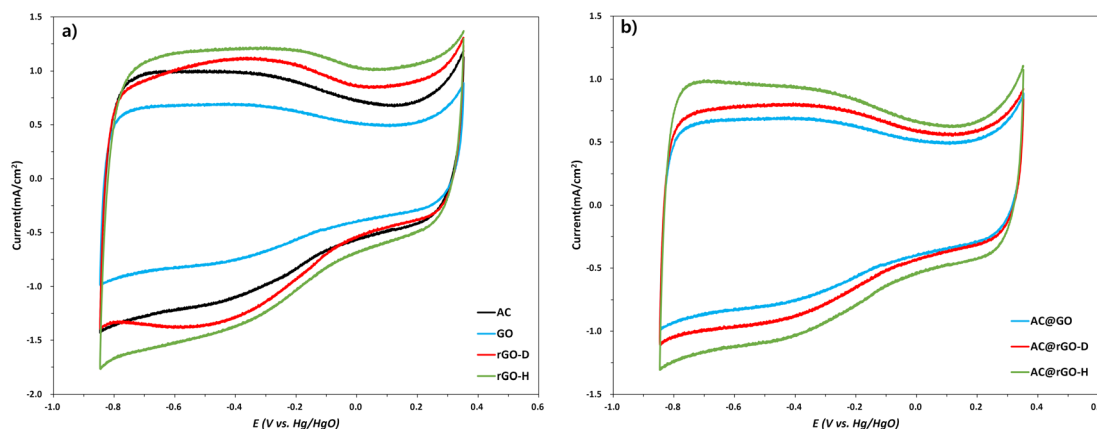 a)
1.5
1.0
0.5
0.0
-0.5
-1.0
-1.5
-2.0
Current(mA/cm²)
-1.0 -0.8 -0.6 -0.4 -0.2 0.0 0.2 0.4 0.6
E (V vs. Hg/HgO)
AC
GO
rGO-D
rGO-H
b)
1.5
1.0
0.5
0.0
-0.5
-1.0
-1.5
Current(mA/cm²)
-1.0 -0.8 -0.6 -0.4 -0.2 0.0 0.2 0.4 0.6
E (V vs. Hg/HgO)
AC@GO
AC@rGO-D
AC@rGO-H